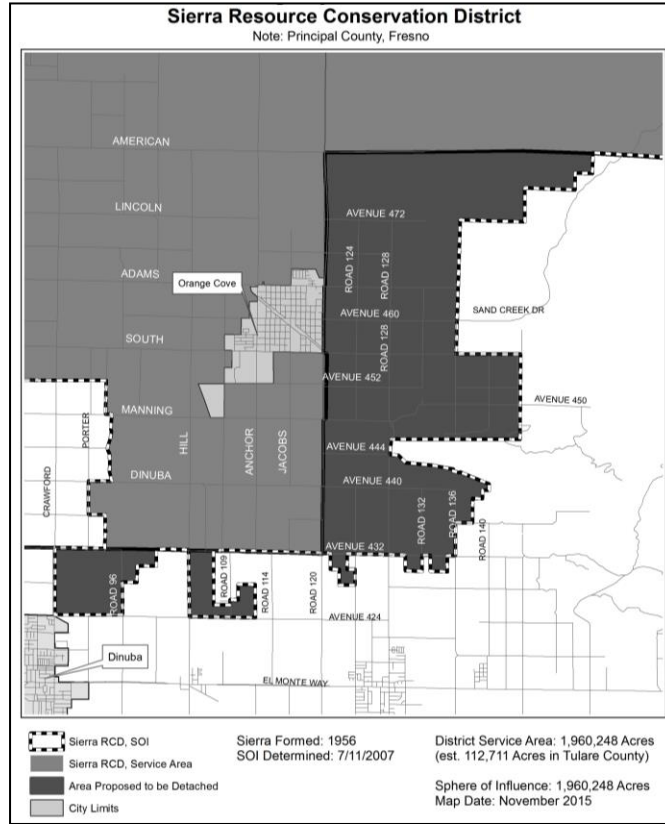 Sierra Resource Conservation District
Note: Principal County, Fresno
AMERICAN
LINCOLN
AVENUE 472
ROAD 124
ROAD 128
ADAMS
Orange Cove
SAND CREEK DR
AVENUE 460
SOUTH
ROAD 128
AVENUE 452
AVENUE 450
MANNING
PORTER
HILL
ANCHOR
JACOBS
AVENUE 444
DINUBA
CRAWFORD
AVENUE 440
ROAD 132
ROAD 136
ROAD 140
AVENUE 432
ROAD 96
ROAD 109
ROAD 114
ROAD 120
AVENUE 424
Dinuba
EL MONTE WAY
Sierra RCD, SOI
Sierra RCD, Service Area
Area Proposed to be Detached
City Limits
Sierra Formed: 1956
SOI Determined: 7/11/2007
District Service Area: 1,960,248 Acres
(est. 112,711 Acres in Tulare County)
Sphere of Influence: 1,960,248 Acres
Map Date: November 2015